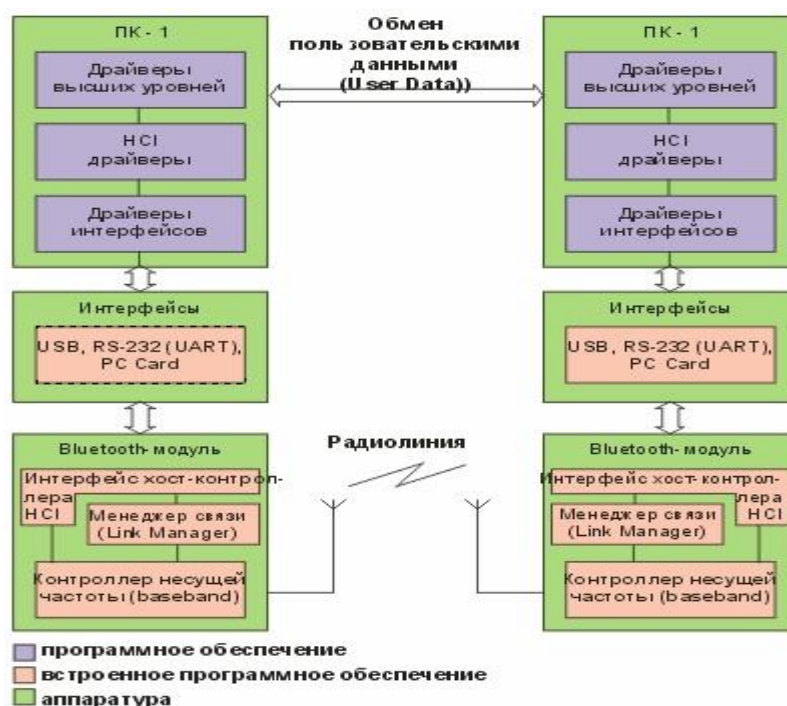 ПК - 1
Драйверы
высших уровней
HCI
драйверы
Драйверы
интерфейсов
Обмен
пользовательскими
данными
(User Data))
ПК - 1
Драйверы
высших уровней
HCI
драйверы
Драйверы
интерфейсов
Интерфейсы
USB, RS-232 (UART),
PC Card
Интерфейсы
USB, RS-232 (UART),
PC Card
Bluetooth-модуль
Интерфейс хост-контрол-
лера
HCI
Менеджер связи
(Link Manager)
Контроллер несущей
частоты (baseband)
Радиолиния
Bluetooth-модуль
Интерфейс хост-контрол-
лера
HCI
Менеджер связи
(Link Manager)
Контроллер несущей
частоты (baseband)
программное обеспечение
встроенное программное обеспечение
аппаратура